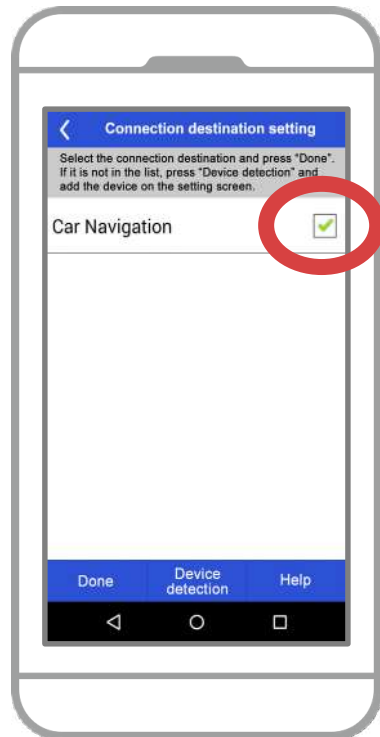 Connection destination setting
Select the connection destination and press "Done".
If it is not in the list, press "Device detection" and
add the device on the setting screen.
Car Navigation
Done
Device
detection
Help